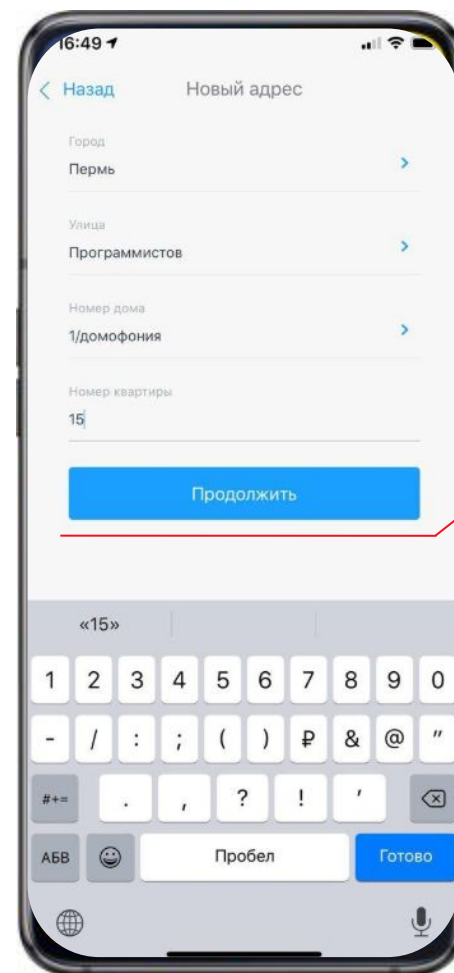 16:49
Назад Новый адрес
Город
Пермь
Улица
Программистов
Номер дома
1/домофония
Номер квартиры
15
Продолжить
«15»
1 2 3 4 5 6 7 8 9 0
- / : ; ( ) ₽ & @ "
#+= . , ? ! '
АБВ Пробел Готово